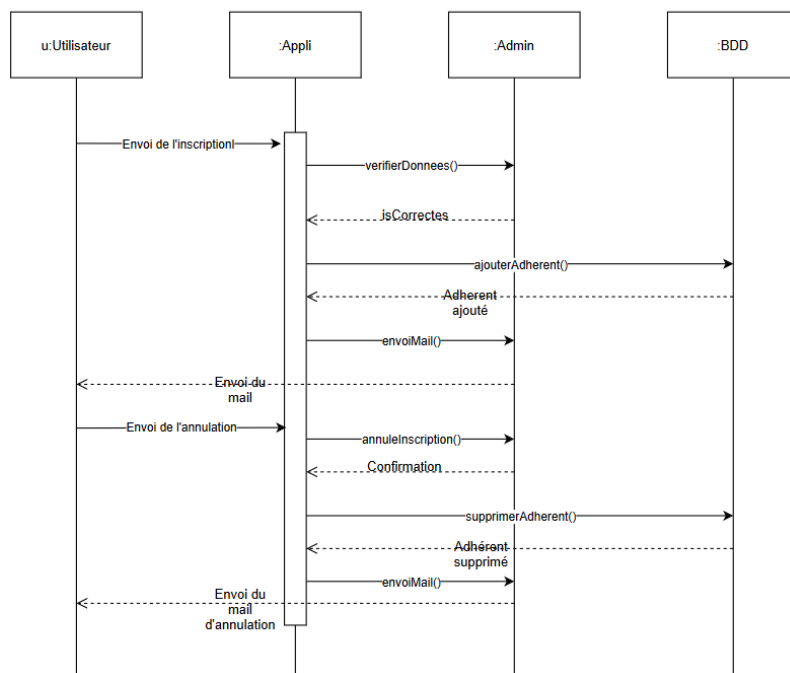 u:Utilisateur
:Appli
:Admin
:BDD
Envoi de l'inscriptionI
verifierDonnees()
isCorrectes
ajouterAdherent()
Adherent
ajouté
envoiMail()
Envoi du
mail
Envoi de l'annulation
annuleInscription()
Confirmation
supprimerAdherent()
Adhérent
supprimé
envoiMail()
Envoi du
mail
d'annulation